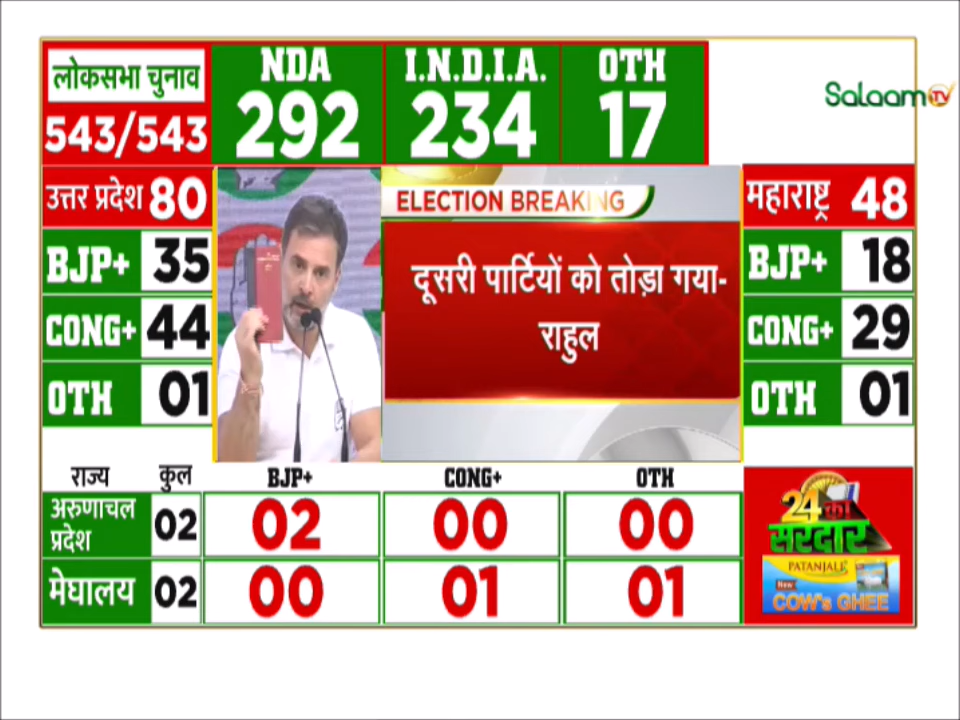 लोकसभा चुनाव
543/543
NDA
292
I.N.D.I.A.
234
OTH
17
Salaam TV
उत्तर प्रदेश 80
BJP+ 35
CONG+ 44
OTH 01
ELECTION BREAKING
दूसरी पार्टियों को तोड़ा गया-
राहुल
महाराष्ट्र 48
BJP+ 18
CONG+ 29
OTH 01
राज्य कुल BJP+ CONG+ OTH
अरुणाचल
प्रदेश 02 02 00 00
मेघालय 02 00 01 01
24 का
सरदार
PATANJALI
New
COW's GHEE